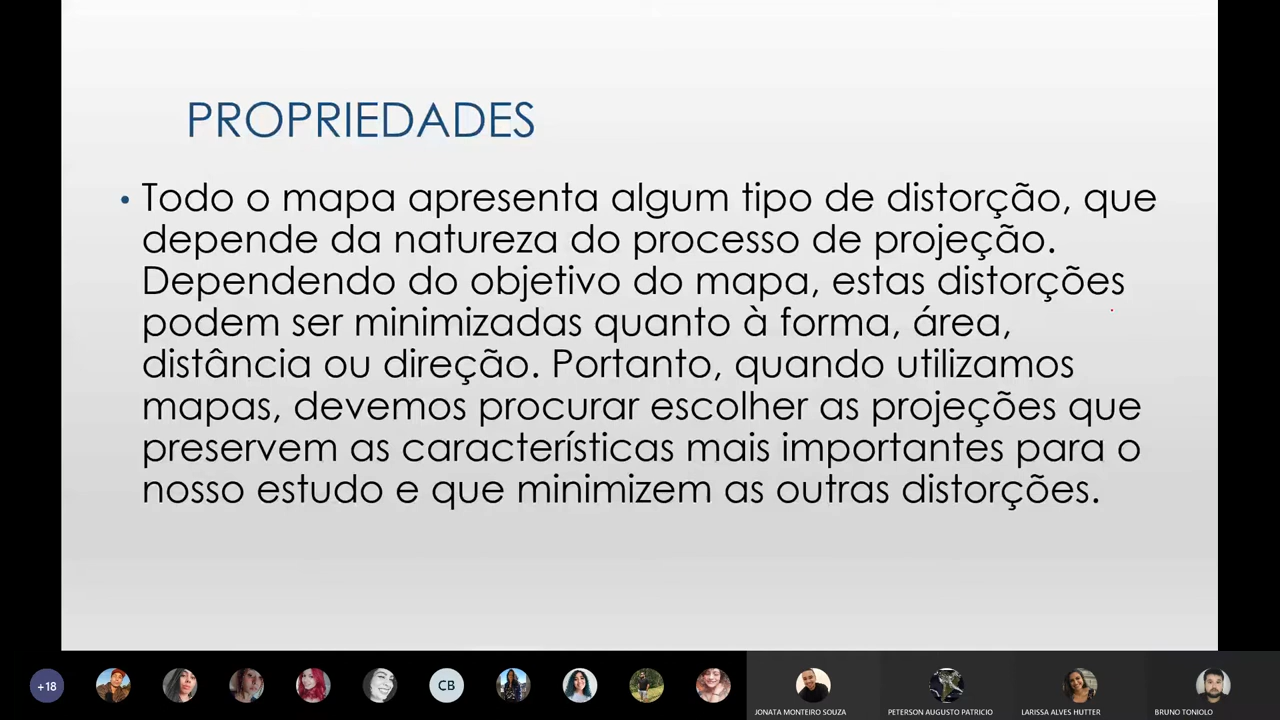 PROPRIEDADES
• Todo o mapa apresenta algum tipo de distorção, que
depende da natureza do processo de projeção.
Dependendo do objetivo do mapa, estas distorções
podem ser minimizadas quanto à forma, área,
distância ou direção. Portanto, quando utilizamos
mapas, devemos procurar escolher as projeções que
preservem as características mais importantes para o
nosso estudo e que minimizem as outras distorções.
+18
CB
JONATA MONTEIRO SOUZA
PETERSON AUGUSTO PATRICIO
LARISSA ALVES HUTTER
BRUNO TONIOLO